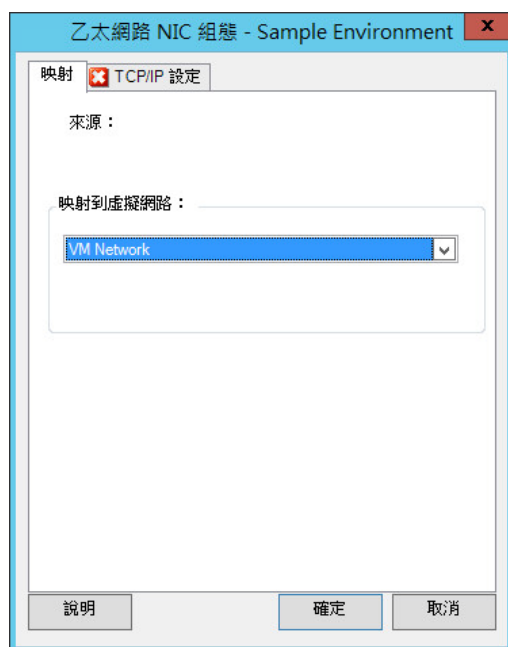 乙太網路 NIC 組態 - Sample Environment x
映射 TCP/IP 設定
來源：
映射到虛擬網路：
VM Network
說明 確定 取消